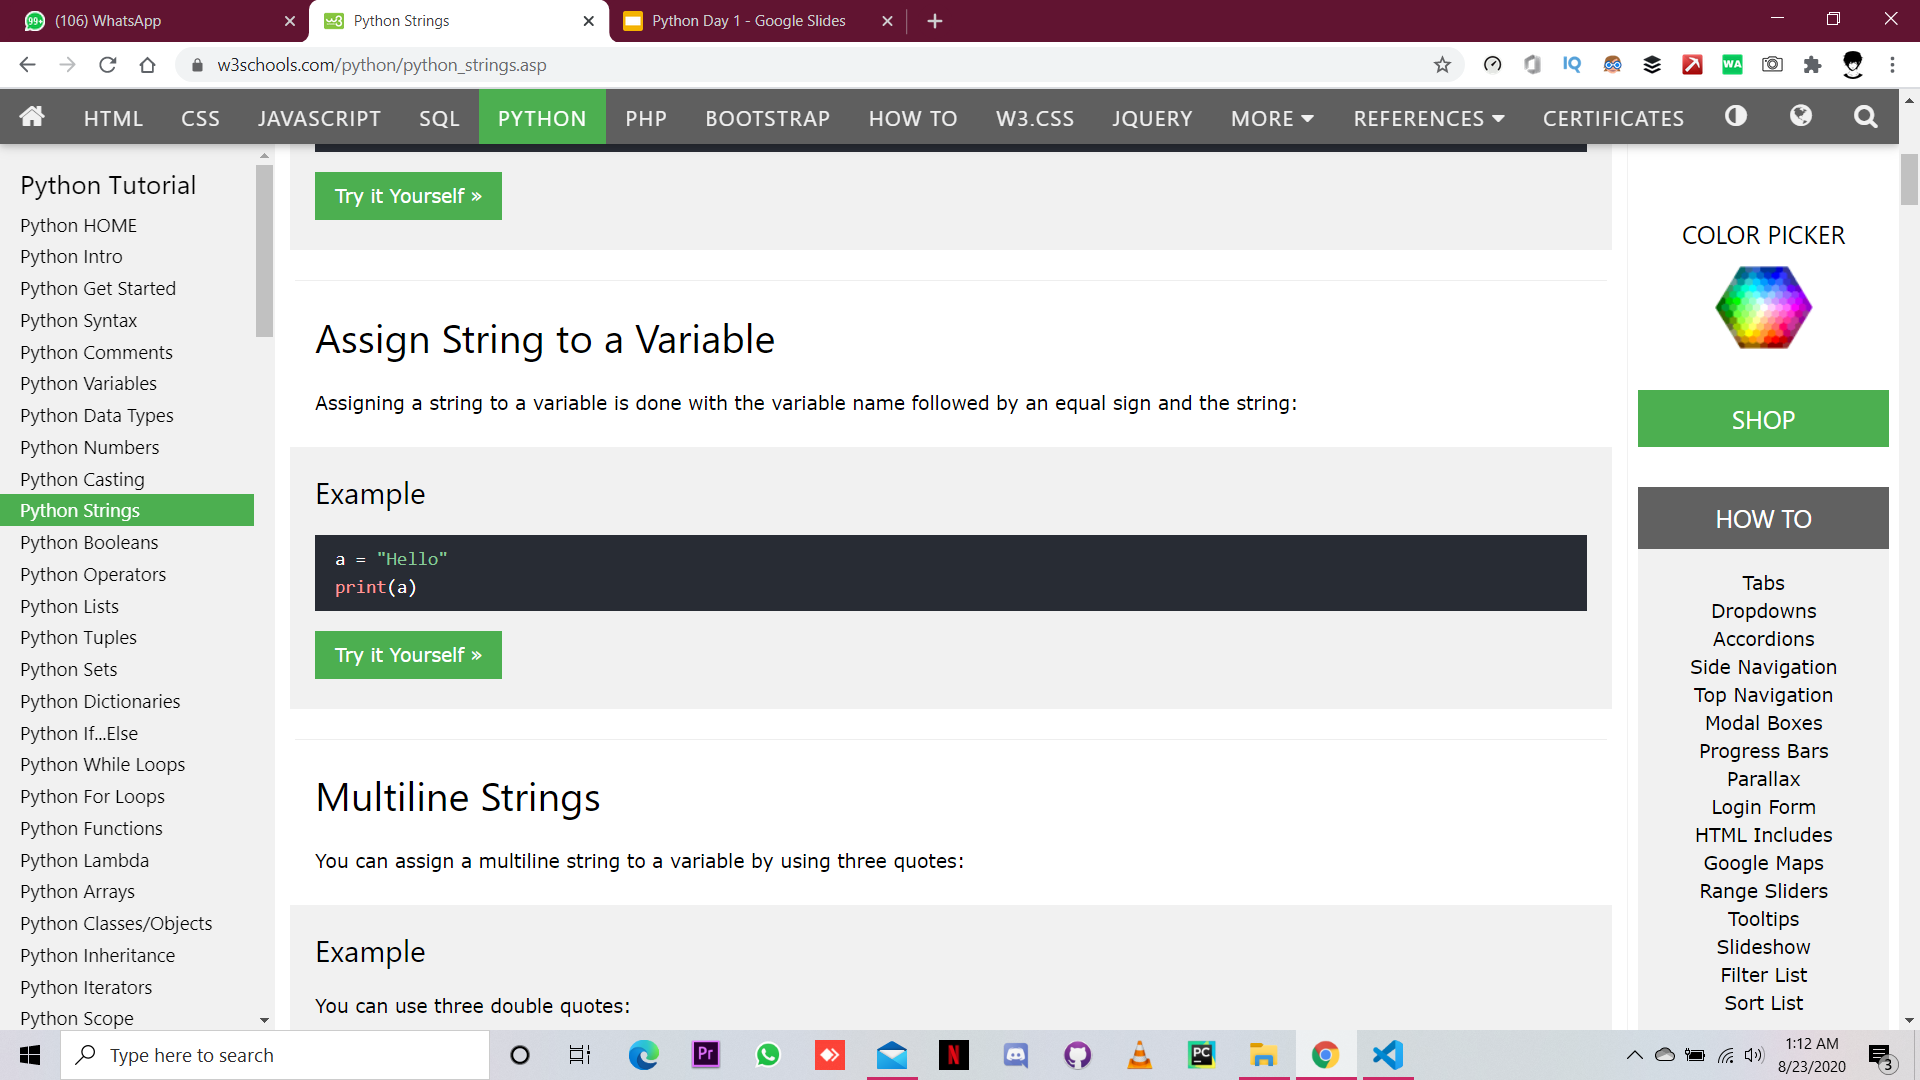 99+ (106) WhatsApp
Python Strings
Python Day 1 - Google Slides
w3schools.com/python/python_strings.asp
IQ
WA
HTML CSS JAVASCRIPT SQL PYTHON PHP BOOTSTRAP HOW TO W3.CSS JQUERY MORE REFERENCES CERTIFICATES
Python Tutorial
Python HOME
Python Intro
Python Get Started
Python Syntax
Python Comments
Python Variables
Python Data Types
Python Numbers
Python Casting
Python Strings
Python Booleans
Python Operators
Python Lists
Python Tuples
Python Sets
Python Dictionaries
Python If...Else
Python While Loops
Python For Loops
Python Functions
Python Lambda
Python Arrays
Python Classes/Objects
Python Inheritance
Python Iterators
Python Scope
Try it Yourself »
Assign String to a Variable
Assigning a string to a variable is done with the variable name followed by an equal sign and the string:
Example
a = "Hello"
print(a)
Try it Yourself »
Multiline Strings
You can assign a multiline string to a variable by using three quotes:
Example
You can use three double quotes:
COLOR PICKER
SHOP
HOW TO
Tabs
Dropdowns
Accordions
Side Navigation
Top Navigation
Modal Boxes
Progress Bars
Parallax
Login Form
HTML Includes
Google Maps
Range Sliders
Tooltips
Slideshow
Filter List
Sort List
Type here to search
Pr
N
PC
1:12 AM
8/23/2020
3